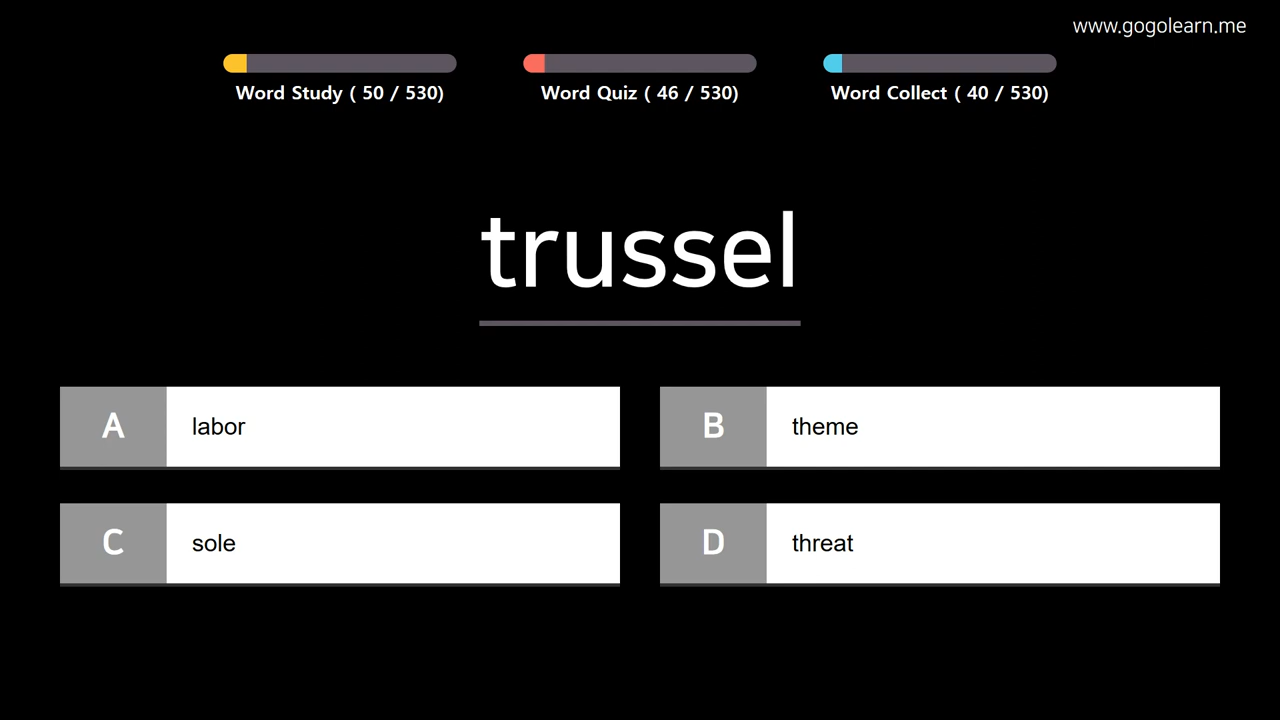 www.gogolearn.me
Word Study ( 50 / 530)
Word Quiz ( 46 / 530)
Word Collect ( 40 / 530)
trussel
A labor
B theme
C sole
D threat